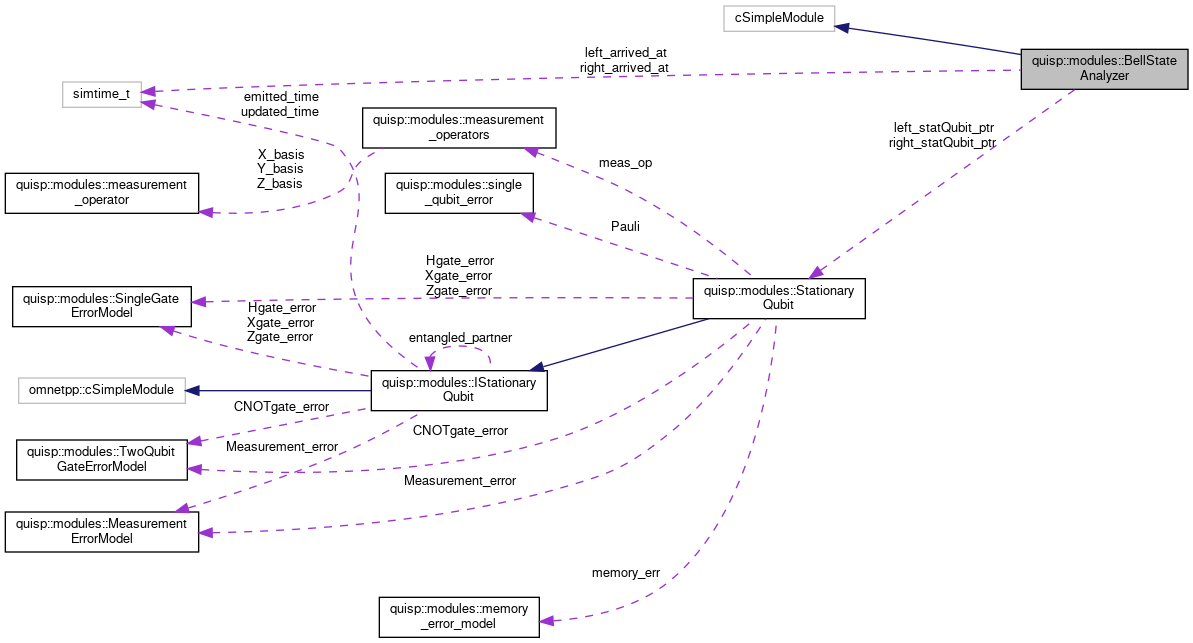 cSimpleModule
quisp::modules::BellState
Analyzer
left_arrived_at
right_arrived_at
simtime_t
emitted_time
updated_time
quisp::modules::measurement
_operators
left_statQubit_ptr
right_statQubit_ptr
X_basis
Y_basis
Z_basis
meas_op
quisp::modules::measurement
_operator
quisp::modules::single
_qubit_error
Pauli
Hgate_error
Xgate_error
Zgate_error
quisp::modules::Stationary
Qubit
quisp::modules::SingleGate
ErrorModel
Hgate_error
Xgate_error
Zgate_error
entangled_partner
omnetpp::cSimpleModule
quisp::modules::IStationary
Qubit
CNOTgate_error
CNOTgate_error
Measurement_error
quisp::modules::TwoQubit
GateErrorModel
Measurement_error
quisp::modules::Measurement
ErrorModel
memory_err
quisp::modules::memory
_error_model